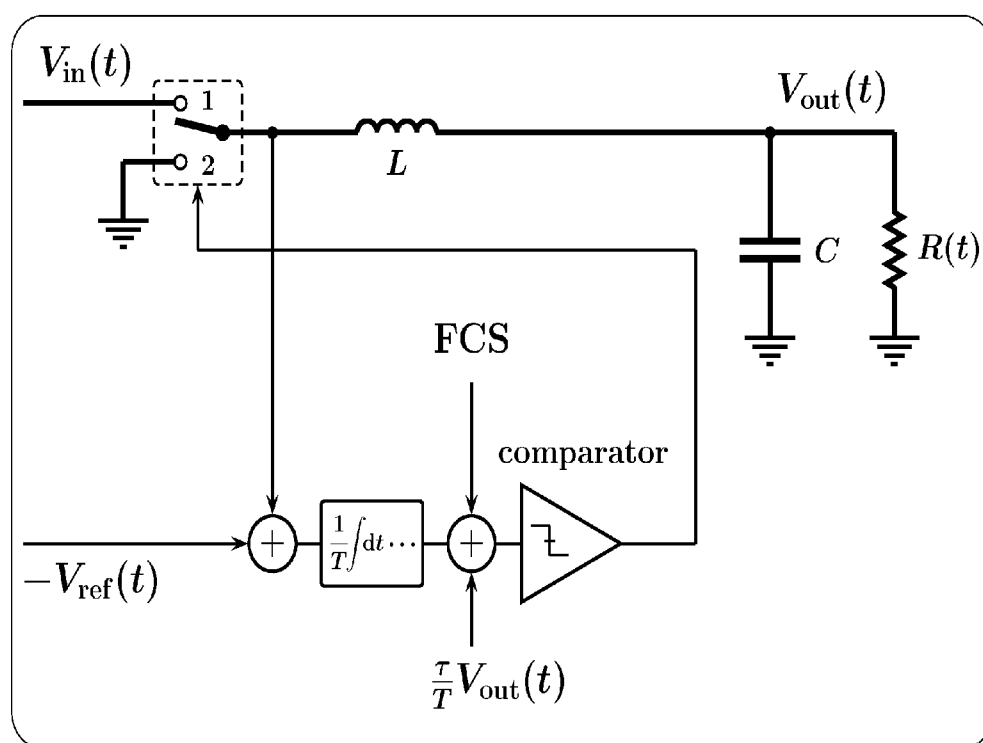 V_in(t)
1
2
L
V_out(t)
C
R(t)
FCS
comparator
+
1/T ∫dt ⋯
+
−V_ref(t)
τ/T V_out(t)